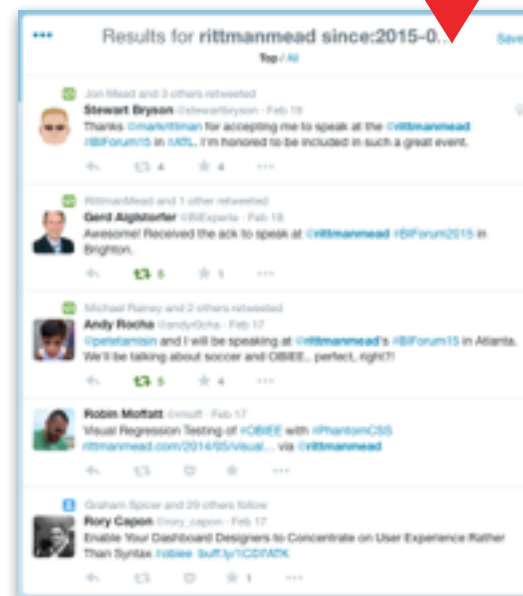 Results for rittmanmead since:2015-0...
Save
Top / All
Jon Mead and 3 others retweeted
Stewart Bryson @stewartbryson · Feb 19
Thanks @markrittman for accepting me to speak at the @rittmanmead
#BIForum15 in #ATL. I'm honored to be included in such a great event.
4 4
RittmanMead and 1 other retweeted
Gerd Aiglstorfer @BIExperte · Feb 18
Awesome! Received the ack to speak at @rittmanmead #BIForum2015 in
Brighton.
5 5
Michael Rainey and 2 others retweeted
Andy Rocha · Feb 17
@petetamisin and I will be speaking at @rittmanmead's #BIForum15 in Atlanta.
We'll be talking about soccer and OBIEE.. perfect, right?!
5 4
Robin Moffatt @rmoff · Feb 17
Visual Regression Testing of #OBIEE with #PhantomCSS
rittmanmead.com/2014/05/visual... via @rittmanmead
Graham Spicer and 29 others follow
Rory Capon @rory_capon · Feb 17
Enable Your Dashboard Designers to Concentrate on User Experience Rather
Than Syntax #obiee
1